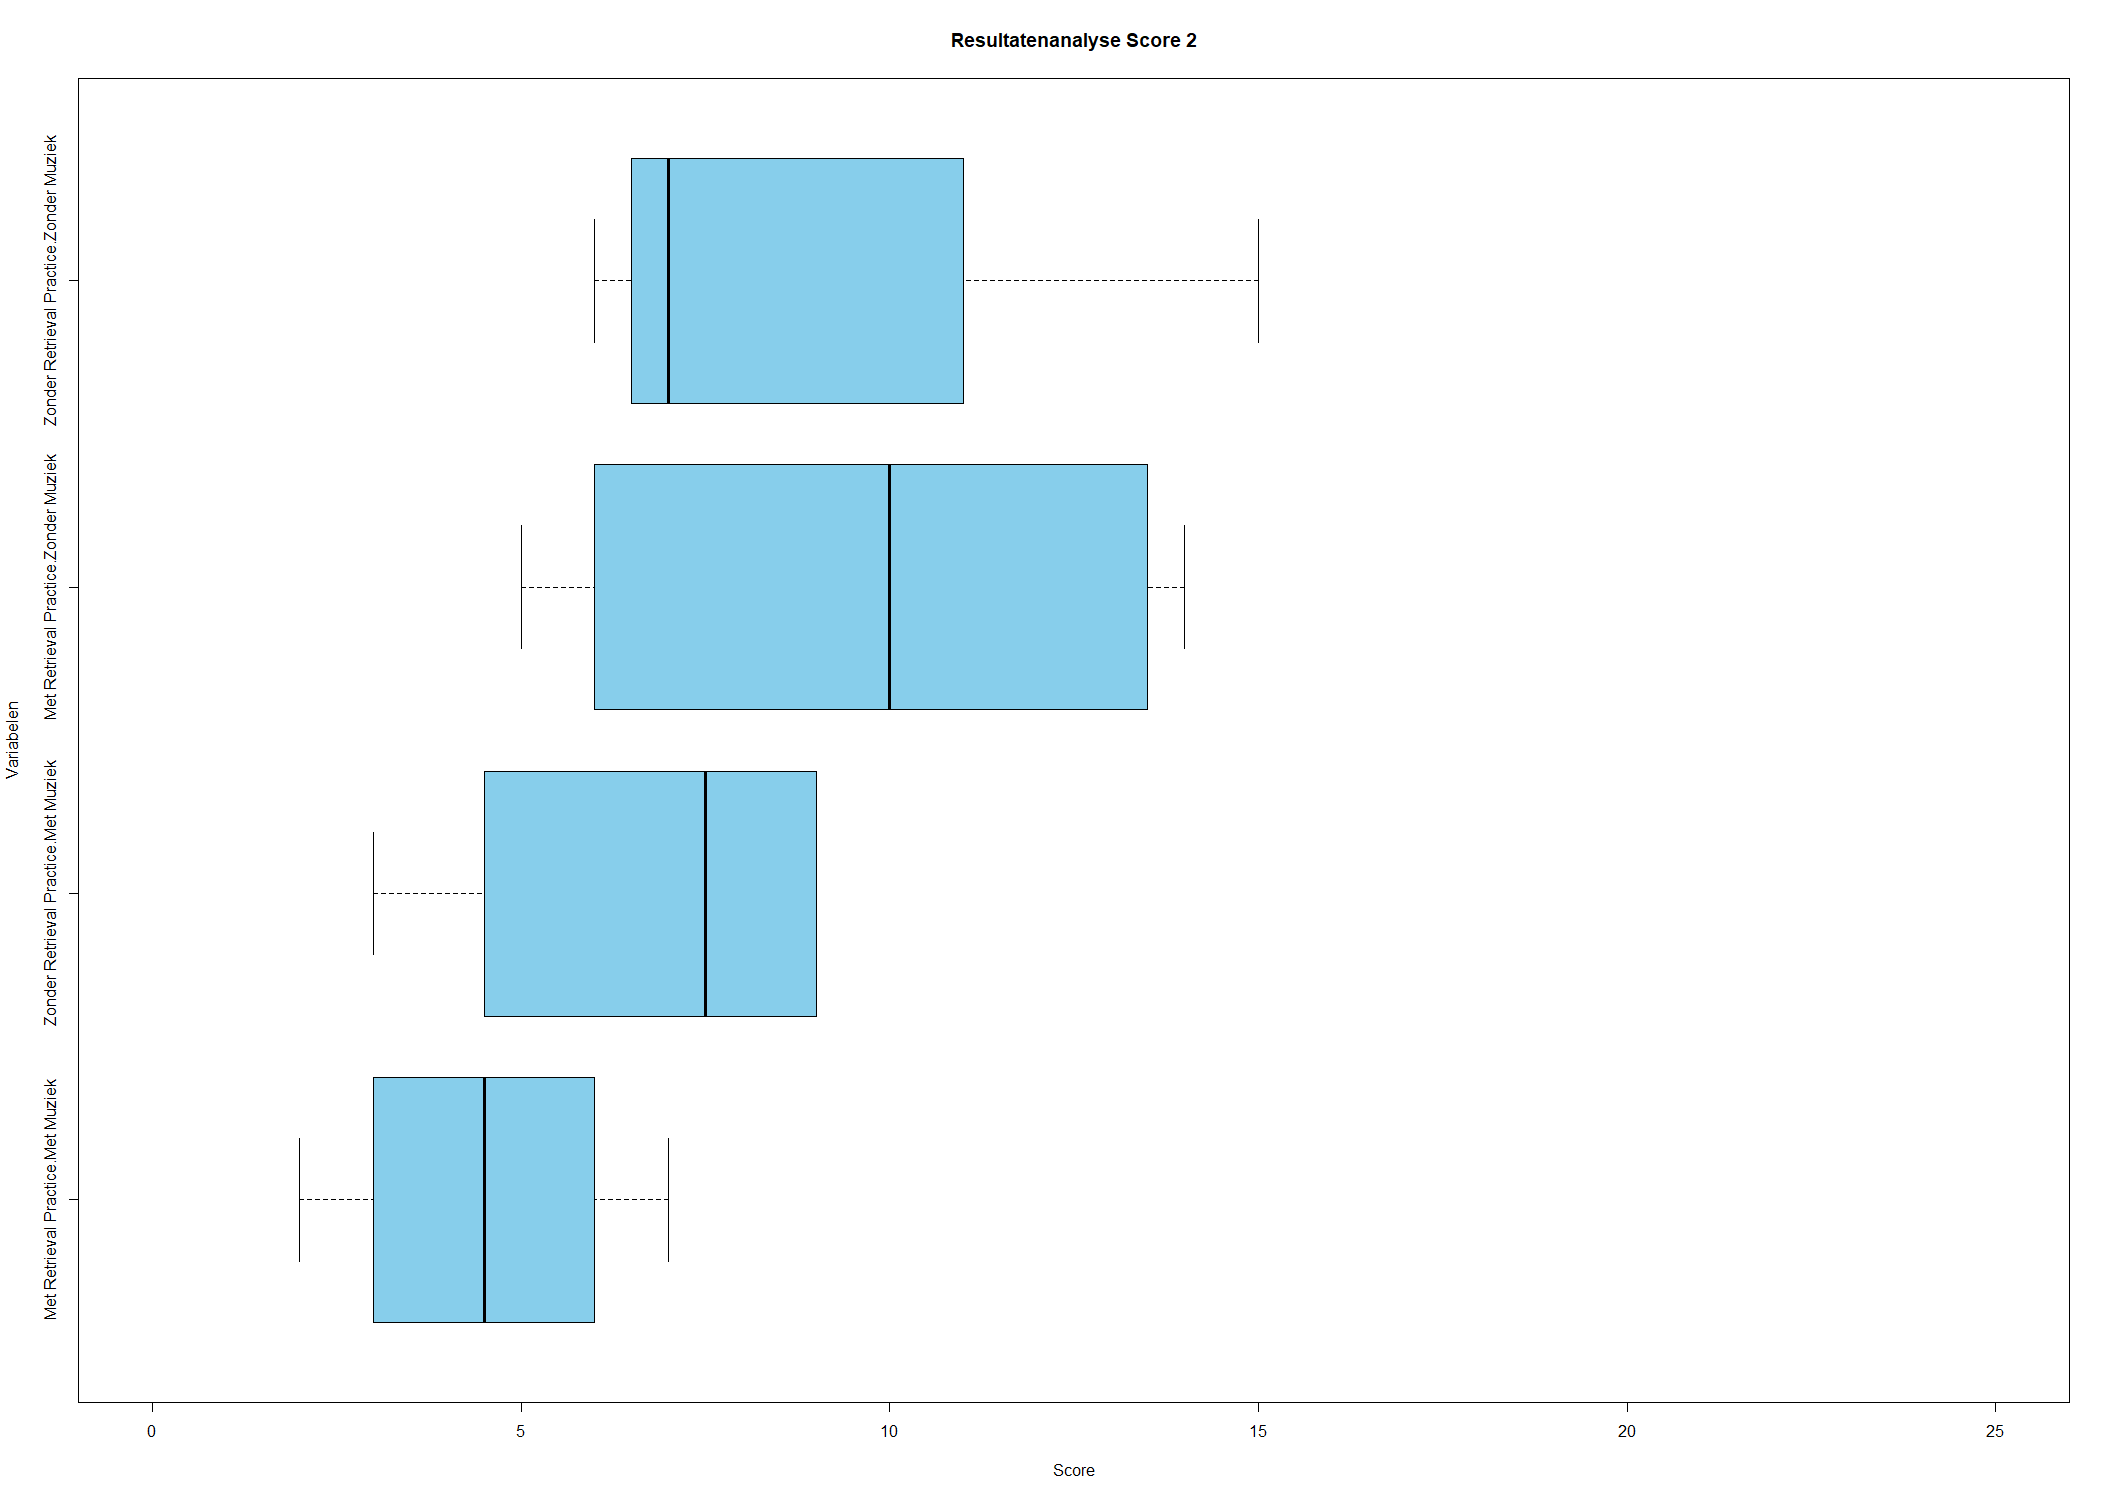 Resultatenanalyse Score 2
Variabelen
Zonder Retrieval Practice.Zonder Muziek
Met Retrieval Practice.Zonder Muziek
Zonder Retrieval Practice.Met Muziek
Met Retrieval Practice.Met Muziek
0 5 10 15 20 25
Score